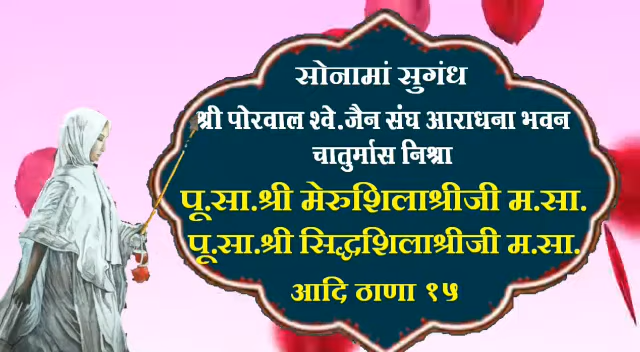 सोनामां सुगंध
श्री पोरवाल श्वे.जैन संघ आराधना भवन
चातुर्मास निश्रा
पू.सा.श्री मेरुशिलाश्रीजी म.सा.
पू.सा.श्री सिद्धशिलाश्रीजी म.सा.
आदि ठाणा १५